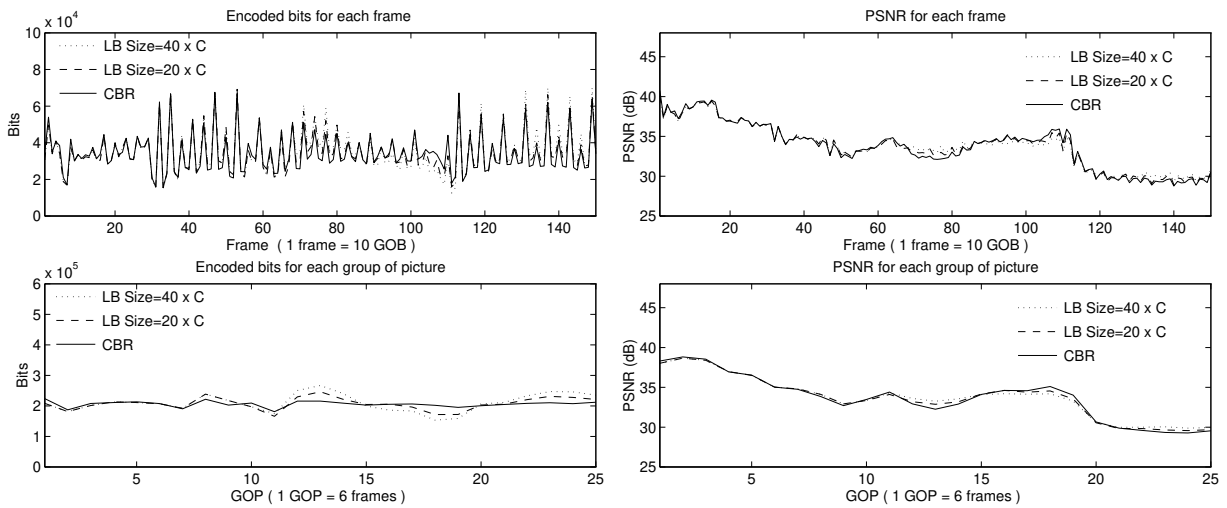 Encoded bits for each frame
x 10^4
10
8
6
4
2
0
Bits
LB Size=40 x C
LB Size=20 x C
CBR
20
40
60
80
100
120
140
Frame ( 1 frame = 10 GOB )
PSNR for each frame
45
40
35
30
25
PSNR (dB)
LB Size=40 x C
LB Size=20 x C
CBR
20
40
60
80
100
120
140
Frame ( 1 frame = 10 GOB )
Encoded bits for each group of picture
x 10^5
6
5
4
3
2
1
0
Bits
LB Size=40 x C
LB Size=20 x C
CBR
5
10
15
20
25
GOP ( 1 GOP = 6 frames )
PSNR for each group of picture
45
40
35
30
25
PSNR (dB)
LB Size=40 x C
LB Size=20 x C
CBR
5
10
15
20
25
GOP ( 1 GOP = 6 frames )